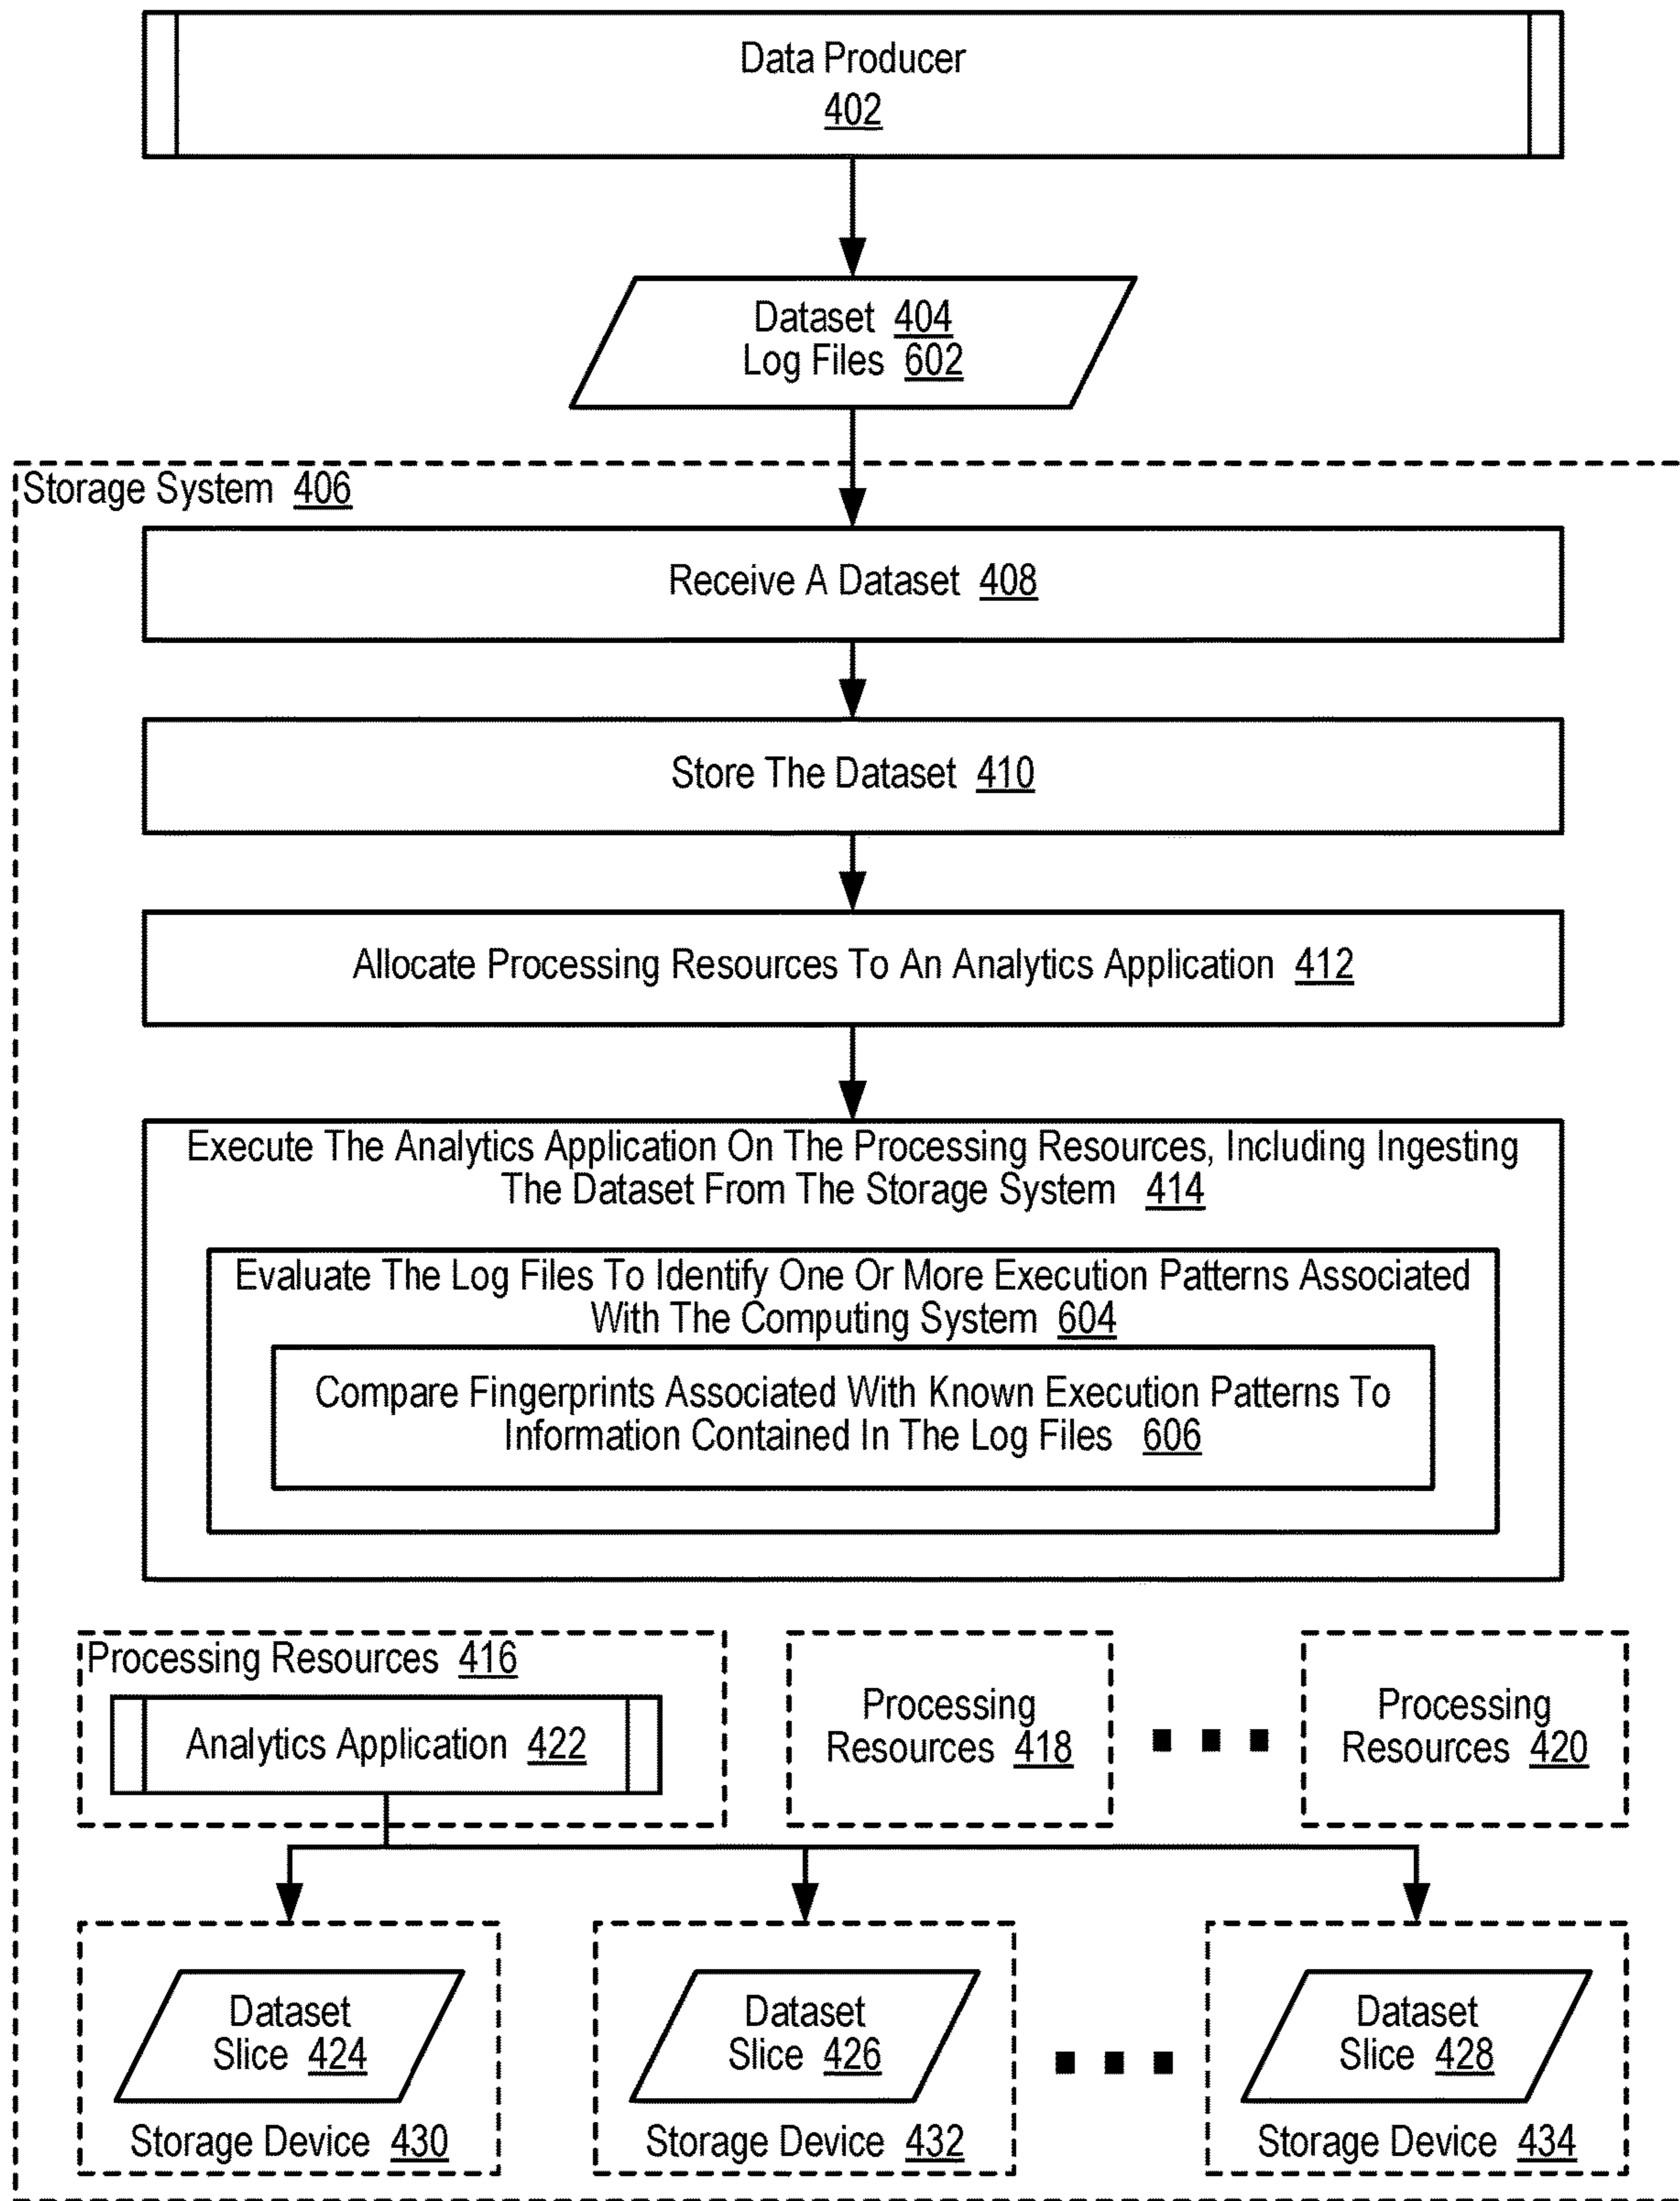 Data Producer
402
Dataset 404
Log Files 602
Storage System 406
Receive A Dataset 408
Store The Dataset 410
Allocate Processing Resources To An Analytics Application 412
Execute The Analytics Application On The Processing Resources, Including Ingesting
The Dataset From The Storage System 414
Evaluate The Log Files To Identify One Or More Execution Patterns Associated
With The Computing System 604
Compare Fingerprints Associated With Known Execution Patterns To
Information Contained In The Log Files 606
Processing Resources 416
Analytics Application 422
Processing
Resources 418
Processing
Resources 420
Dataset
Slice 424
Storage Device 430
Dataset
Slice 426
Storage Device 432
Dataset
Slice 428
Storage Device 434